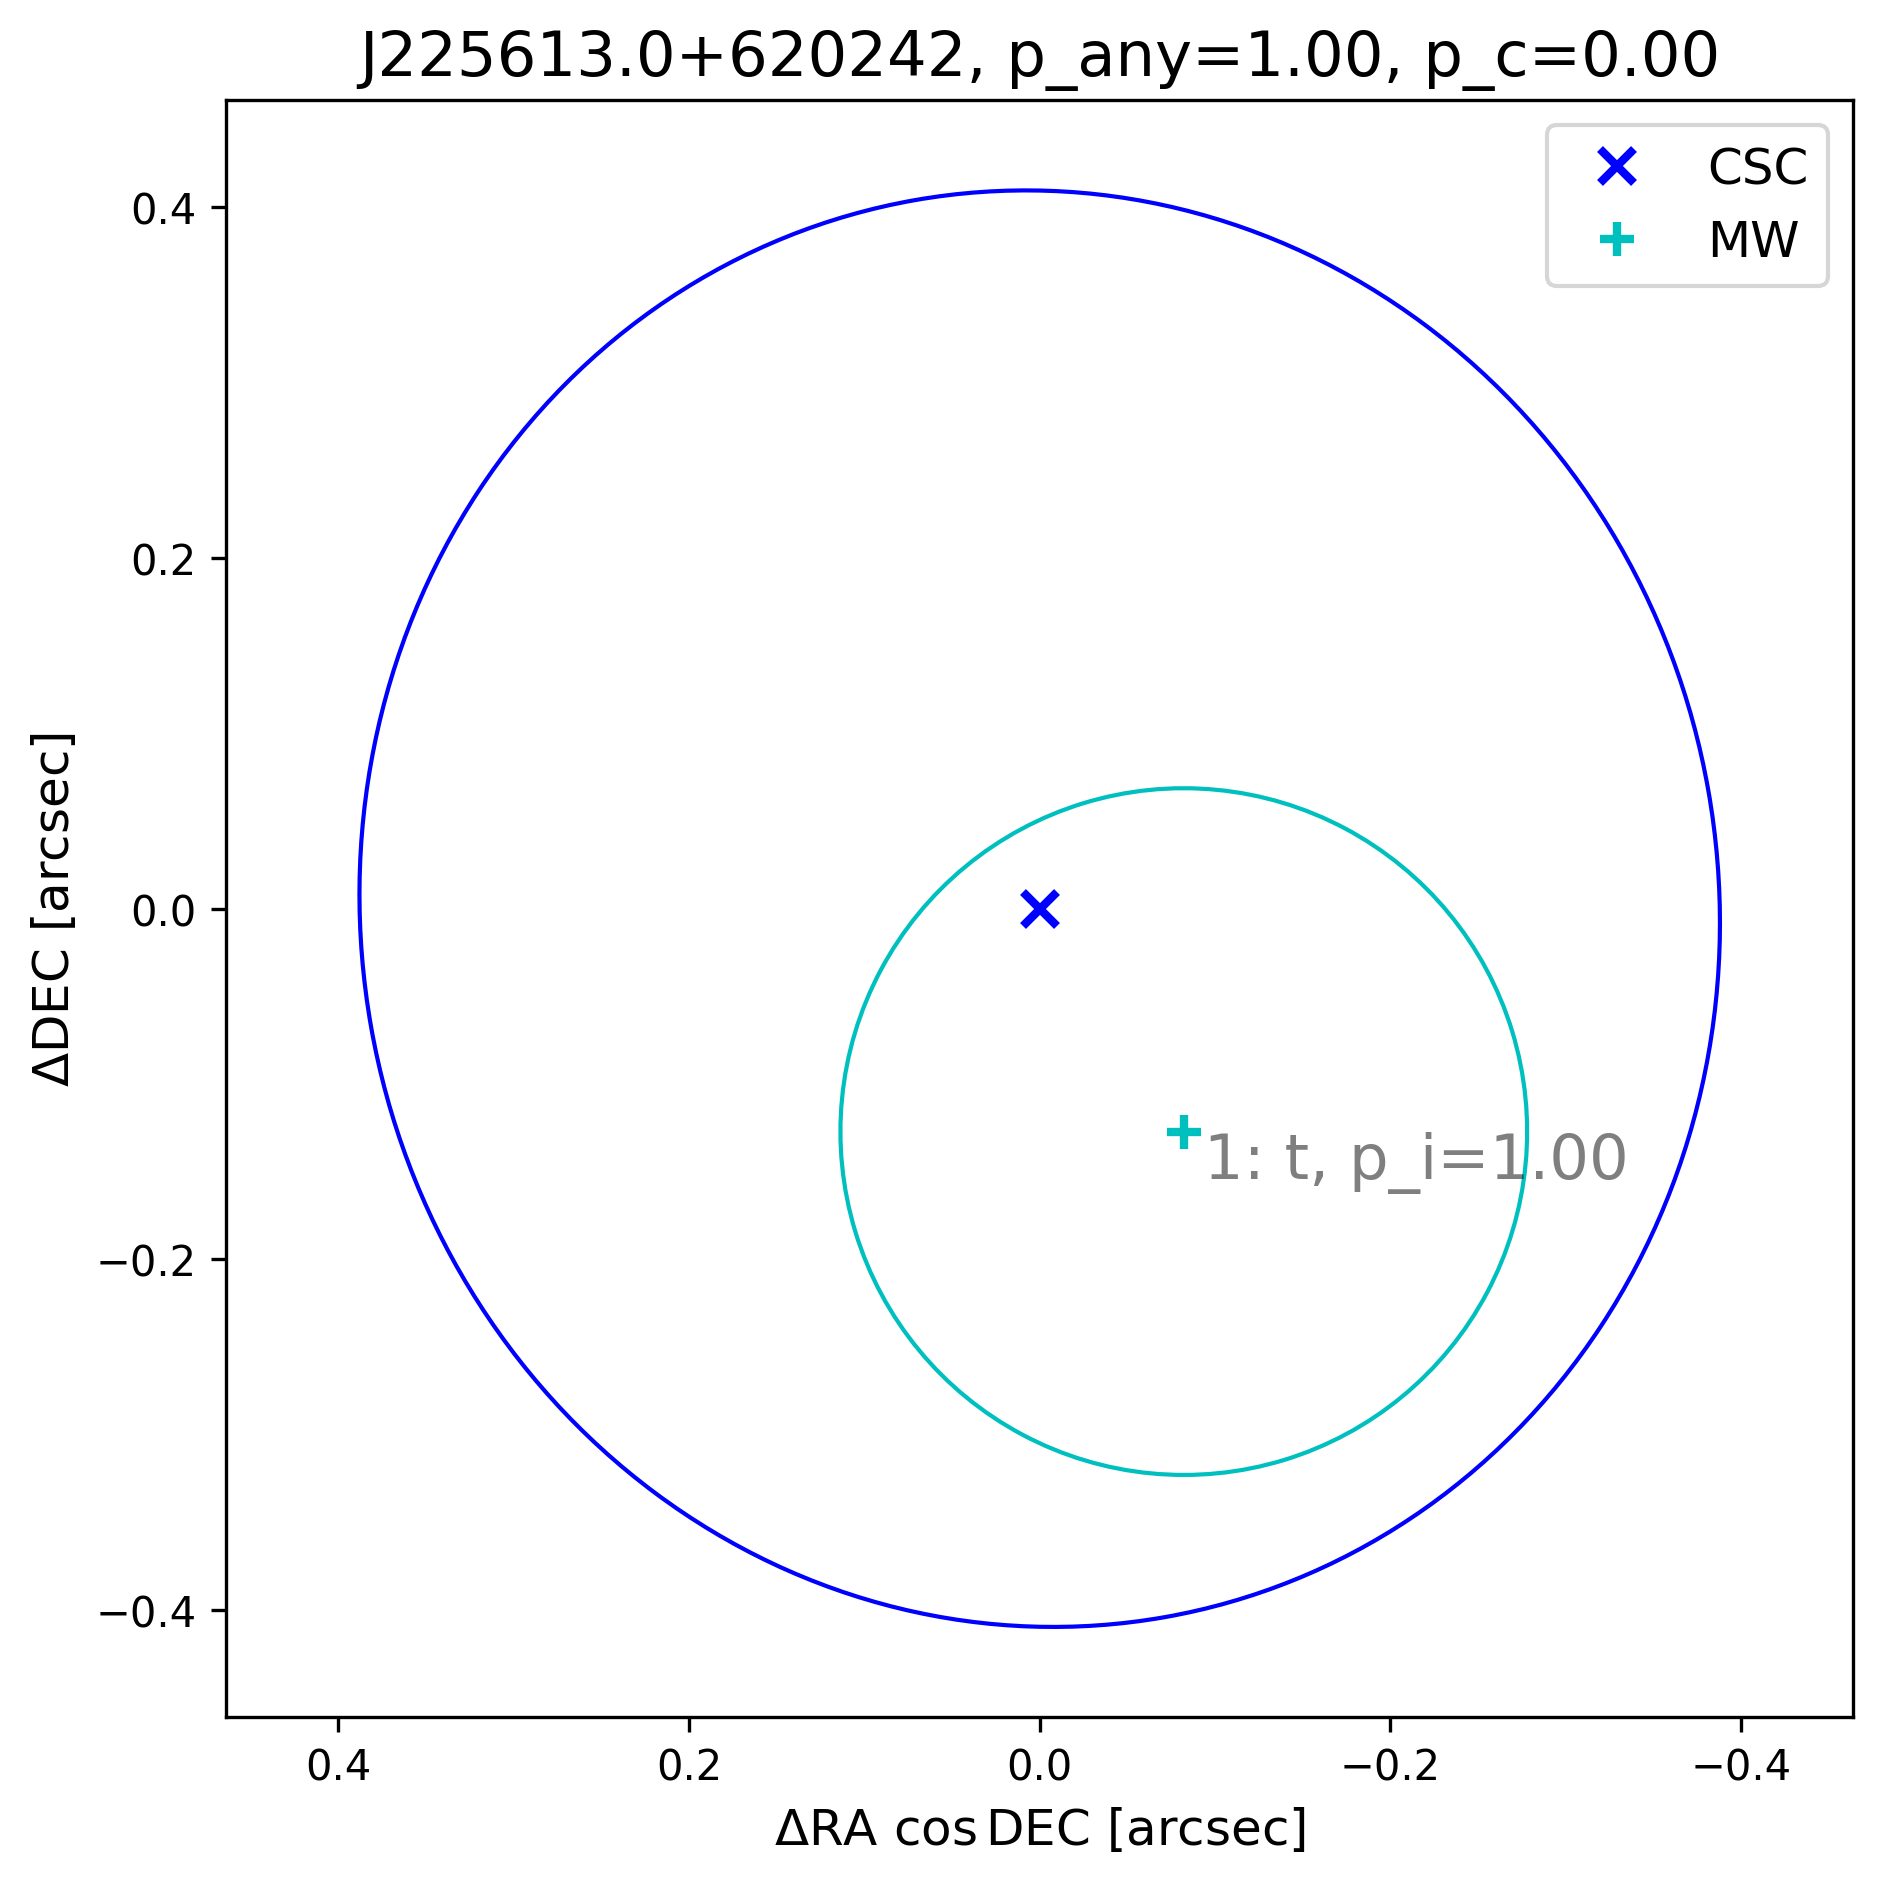 J225613.0+620242, p_any=1.00, p_c=0.00
CSC
MW
0.4
0.2
0.0
−0.2
−0.4
ΔDEC [arcsec]
1: t, p_i=1.00
0.4 0.2 0.0 −0.2 −0.4
ΔRA cos DEC [arcsec]